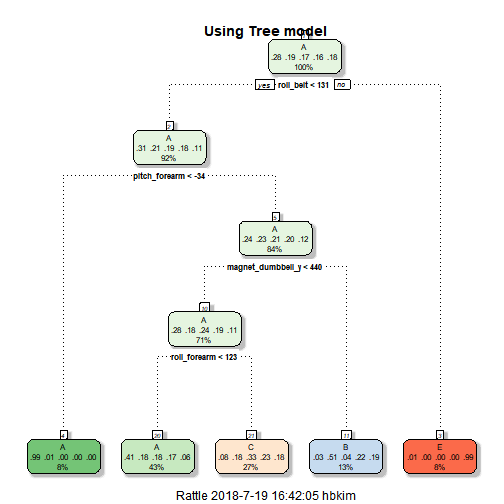 Using Tree model
1
A
.28 .19 .17 .16 .18
100%
yes roll_belt < 131 no
2
A
.31 .21 .19 .18 .11
92%
pitch_forearm < -34
5
A
.24 .23 .21 .20 .12
84%
magnet_dumbbell_y < 440
10
A
.28 .18 .24 .19 .11
71%
roll_forearm < 123
4 20 21 11 3
A A C B E
.99 .01 .00 .00 .00 .41 .18 .18 .17 .06 .08 .18 .33 .23 .18 .03 .51 .04 .22 .19 .01 .00 .00 .00 .99
8% 43% 27% 13% 8%
Rattle 2018-7-19 16:42:05 hbkim